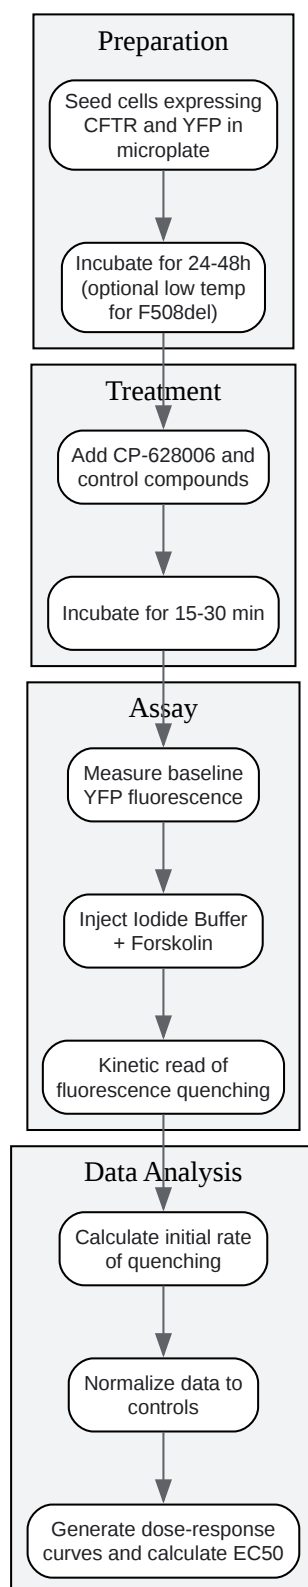 Preparation
Seed cells expressing
CFTR and YFP in
microplate
Incubate for 24-48h
(optional low temp
for F508del)
Treatment
Add CP-628006 and
control compounds
Incubate for 15-30 min
Assay
Measure baseline
YFP fluorescence
Inject Iodide Buffer
+ Forskolin
Kinetic read of
fluorescence quenching
Data Analysis
Calculate initial rate
of quenching
Normalize data to
controls
Generate dose-response
curves and calculate EC50